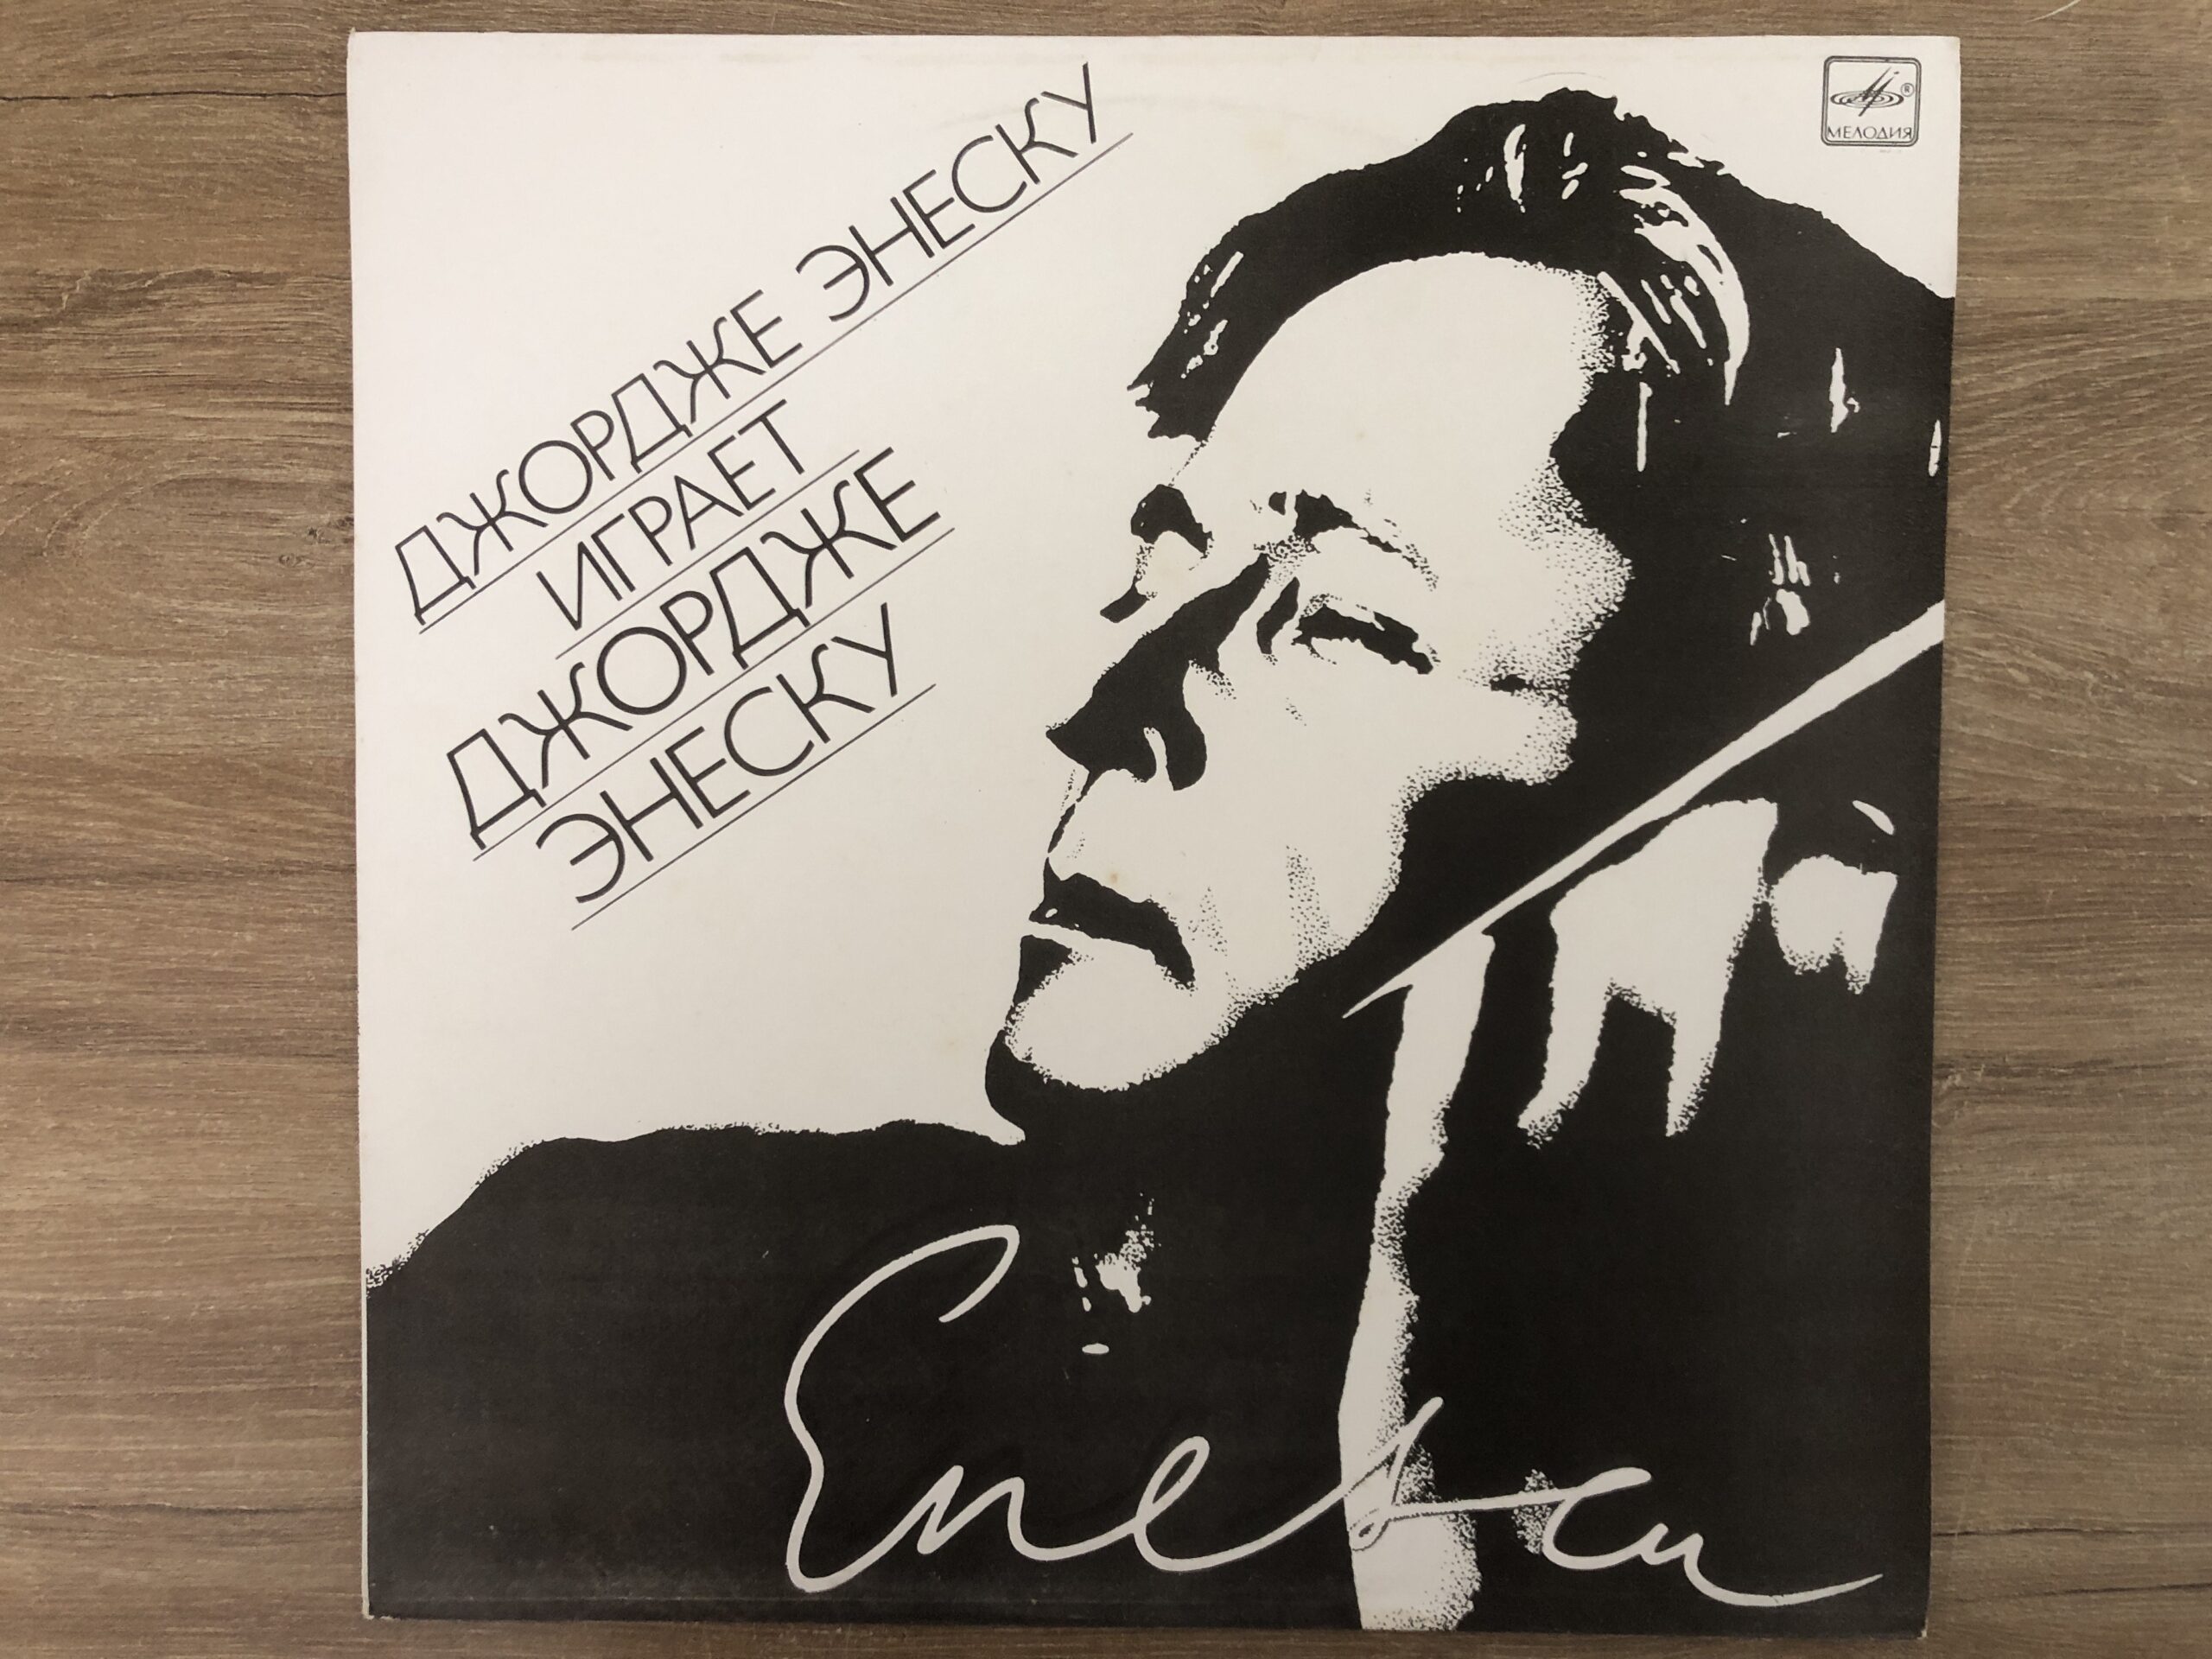 ДЖОРДЖЕ ЭНЕСКУ
ИГРАЕТ
ДЖОРДЖЕ
ЭНЕСКУ
МЕЛОДИЯ
®
Enescu